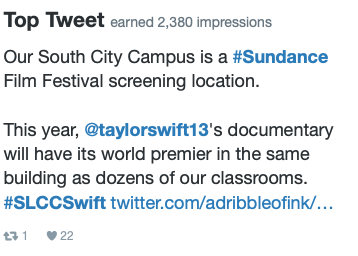 Top Tweet earned 2,380 impressions
Our South City Campus is a #Sundance
Film Festival screening location.
This year, @taylorswift13's documentary
will have its world premier in the same
building as dozens of our classrooms.
#SLCCSwift twitter.com/adribbleofink/…
1 22